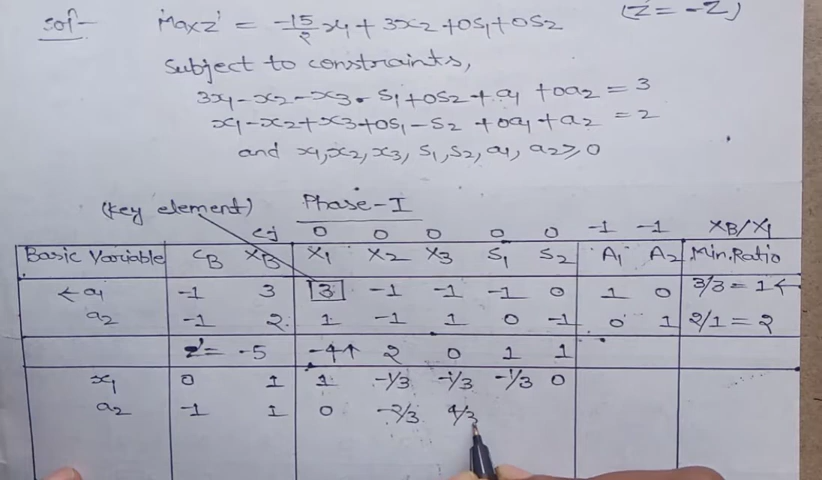 Sol:-
Max Z' = -15/2 x1 + 3x2 + 0S1 + 0S2 (Z' = -Z)
Subject to constraints,
3x1 - x2 - x3 - S1 + 0S2 + a1 + 0a2 = 3
x1 - x2 + x3 + 0S1 - S2 + 0a1 + a2 = 2
and x1, x2, x3, S1, S2, a1, a2 ≥ 0
(Key element) Phase-I
Cj 0 0 0 0 0 -1 -1 XB/X1
Basic Variable CB XB X1 X2 X3 S1 S2 A1 A2 Min.Ratio
← a1 -1 3 3 -1 -1 -1 0 1 0 3/3 = 1 ←
a2 -1 2 1 -1 1 0 -1 0 1 2/1 = 2
Z' = -5 -4↑ 2 0 1 1
x1 0 1 1 -1/3 -1/3 -1/3 0
a2 -1 1 0 -2/3 4/3